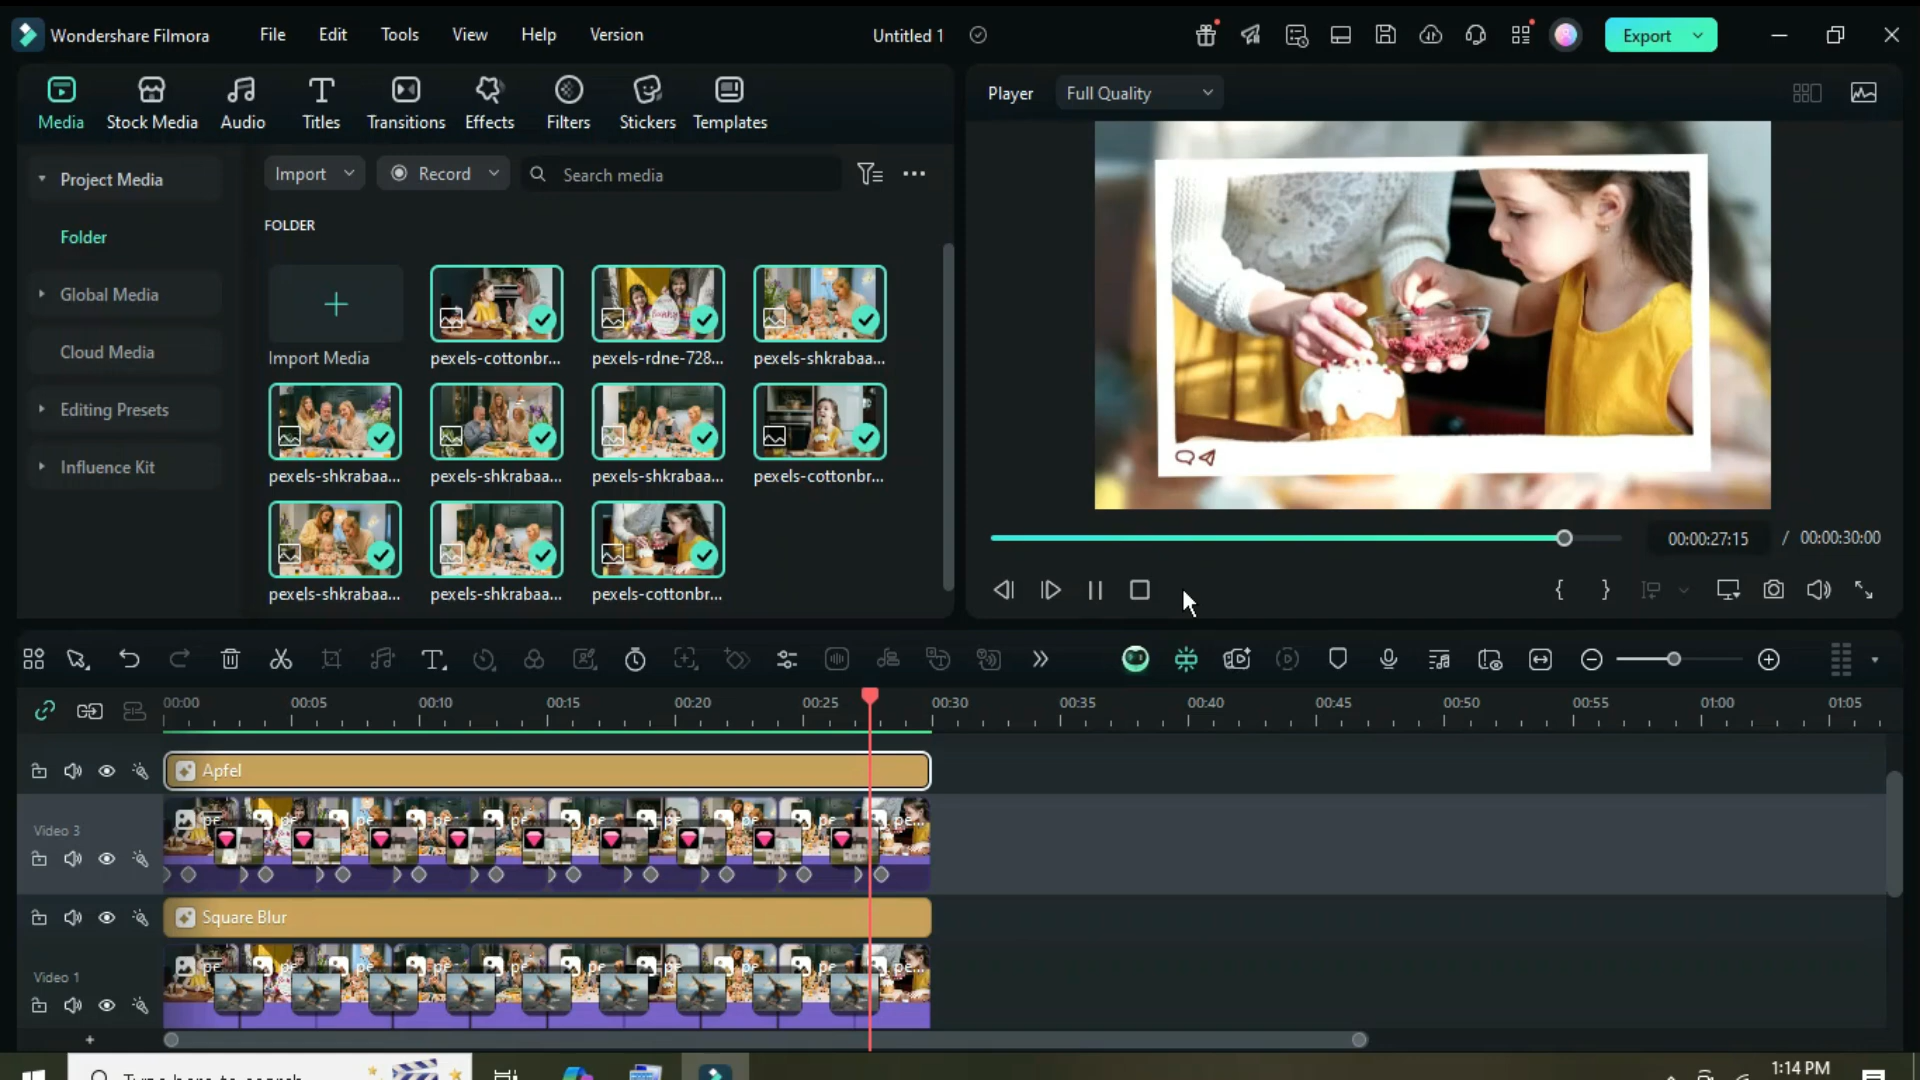 Wondershare Filmora
File Edit Tools View Help Version
Untitled 1
Export
Media Stock Media Audio Titles Transitions Effects Filters Stickers Templates
Player Full Quality
Project Media
Folder
Global Media
Cloud Media
Editing Presets
Influence Kit
Import Record Search media
FOLDER
Import Media pexels-cottonbr... pexels-rdne-728... pexels-shkrabaa...
pexels-shkrabaa... pexels-shkrabaa... pexels-shkrabaa... pexels-cottonbr...
pexels-shkrabaa... pexels-shkrabaa... pexels-cottonbr...
00:00:27:15 / 00:00:30:00
00:00 00:05 00:10 00:15 00:20 00:25 00:30 00:35 00:40 00:45 00:50 00:55 01:00 01:05
Apfel
Video 3
Square Blur
Video 1
Type here to search
1:14 PM